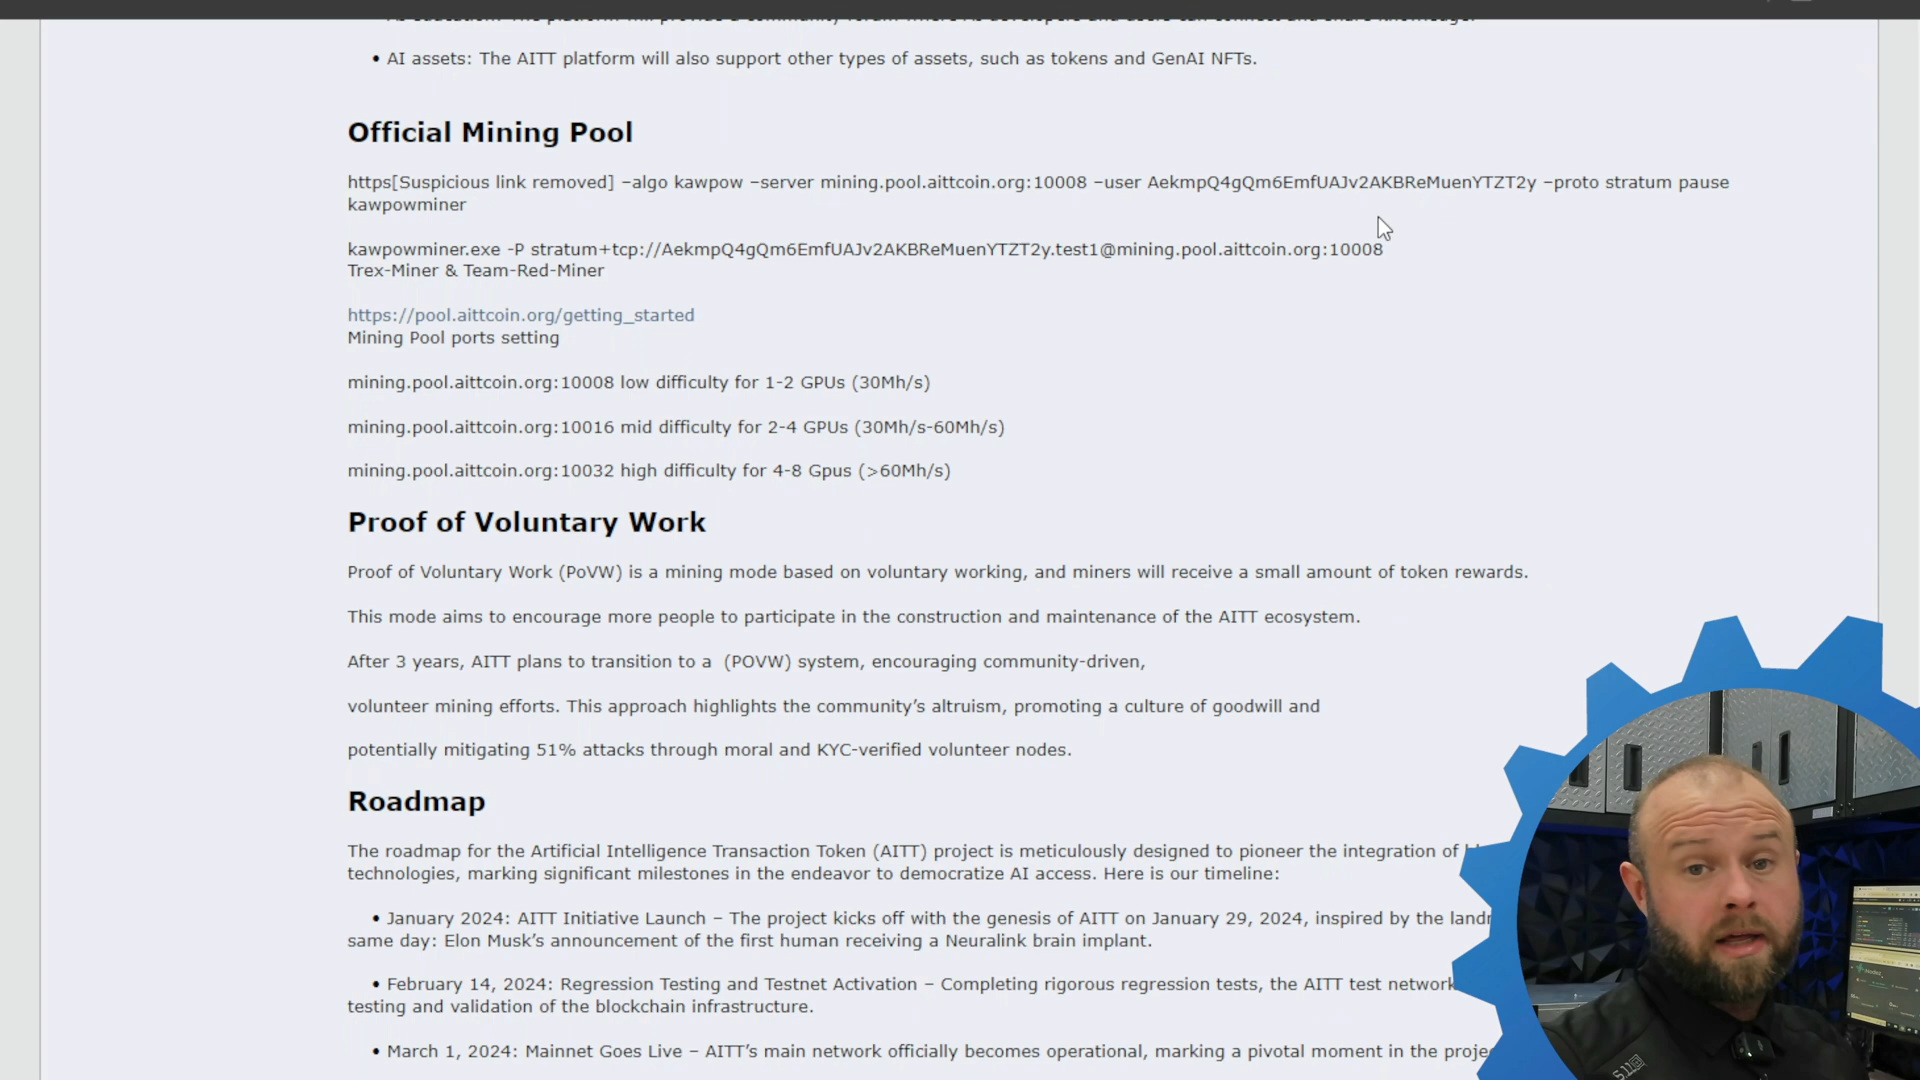 • AI assets: The AITT platform will also support other types of assets, such as tokens and GenAI NFTs.
Official Mining Pool
https[Suspicious link removed] –algo kawpow –server mining.pool.aittcoin.org:10008 –user AekmpQ4gQm6EmfUAJv2AKBReMuenYTZT2y –proto stratum pause
kawpowminer
kawpowminer.exe -P stratum+tcp://AekmpQ4gQm6EmfUAJv2AKBReMuenYTZT2y.test1@mining.pool.aittcoin.org:10008
Trex-Miner & Team-Red-Miner
https://pool.aittcoin.org/getting_started
Mining Pool ports setting
mining.pool.aittcoin.org:10008 low difficulty for 1-2 GPUs (30Mh/s)
mining.pool.aittcoin.org:10016 mid difficulty for 2-4 GPUs (30Mh/s-60Mh/s)
mining.pool.aittcoin.org:10032 high difficulty for 4-8 Gpus (>60Mh/s)
Proof of Voluntary Work
Proof of Voluntary Work (PoVW) is a mining mode based on voluntary working, and miners will receive a small amount of token rewards.
This mode aims to encourage more people to participate in the construction and maintenance of the AITT ecosystem.
After 3 years, AITT plans to transition to a (POVW) system, encouraging community-driven,
volunteer mining efforts. This approach highlights the community’s altruism, promoting a culture of goodwill and
potentially mitigating 51% attacks through moral and KYC-verified volunteer nodes.
Roadmap
The roadmap for the Artificial Intelligence Transaction Token (AITT) project is meticulously designed to pioneer the integration of
technologies, marking significant milestones in the endeavor to democratize AI access. Here is our timeline:
• January 2024: AITT Initiative Launch – The project kicks off with the genesis of AITT on January 29, 2024, inspired by the
same day: Elon Musk’s announcement of the first human receiving a Neuralink brain implant.
• February 14, 2024: Regression Testing and Testnet Activation – Completing rigorous regression tests, the AITT test network
testing and validation of the blockchain infrastructure.
• March 1, 2024: Mainnet Goes Live – AITT’s main network officially becomes operational, marking a pivotal moment in the
5.11